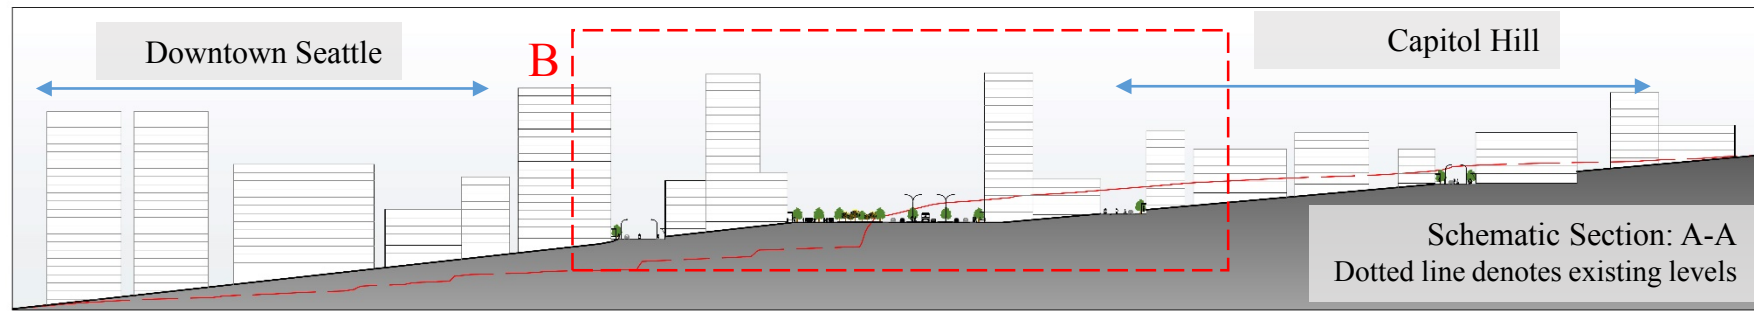 Downtown Seattle
B
Capitol Hill
Schematic Section: A-A
Dotted line denotes existing levels